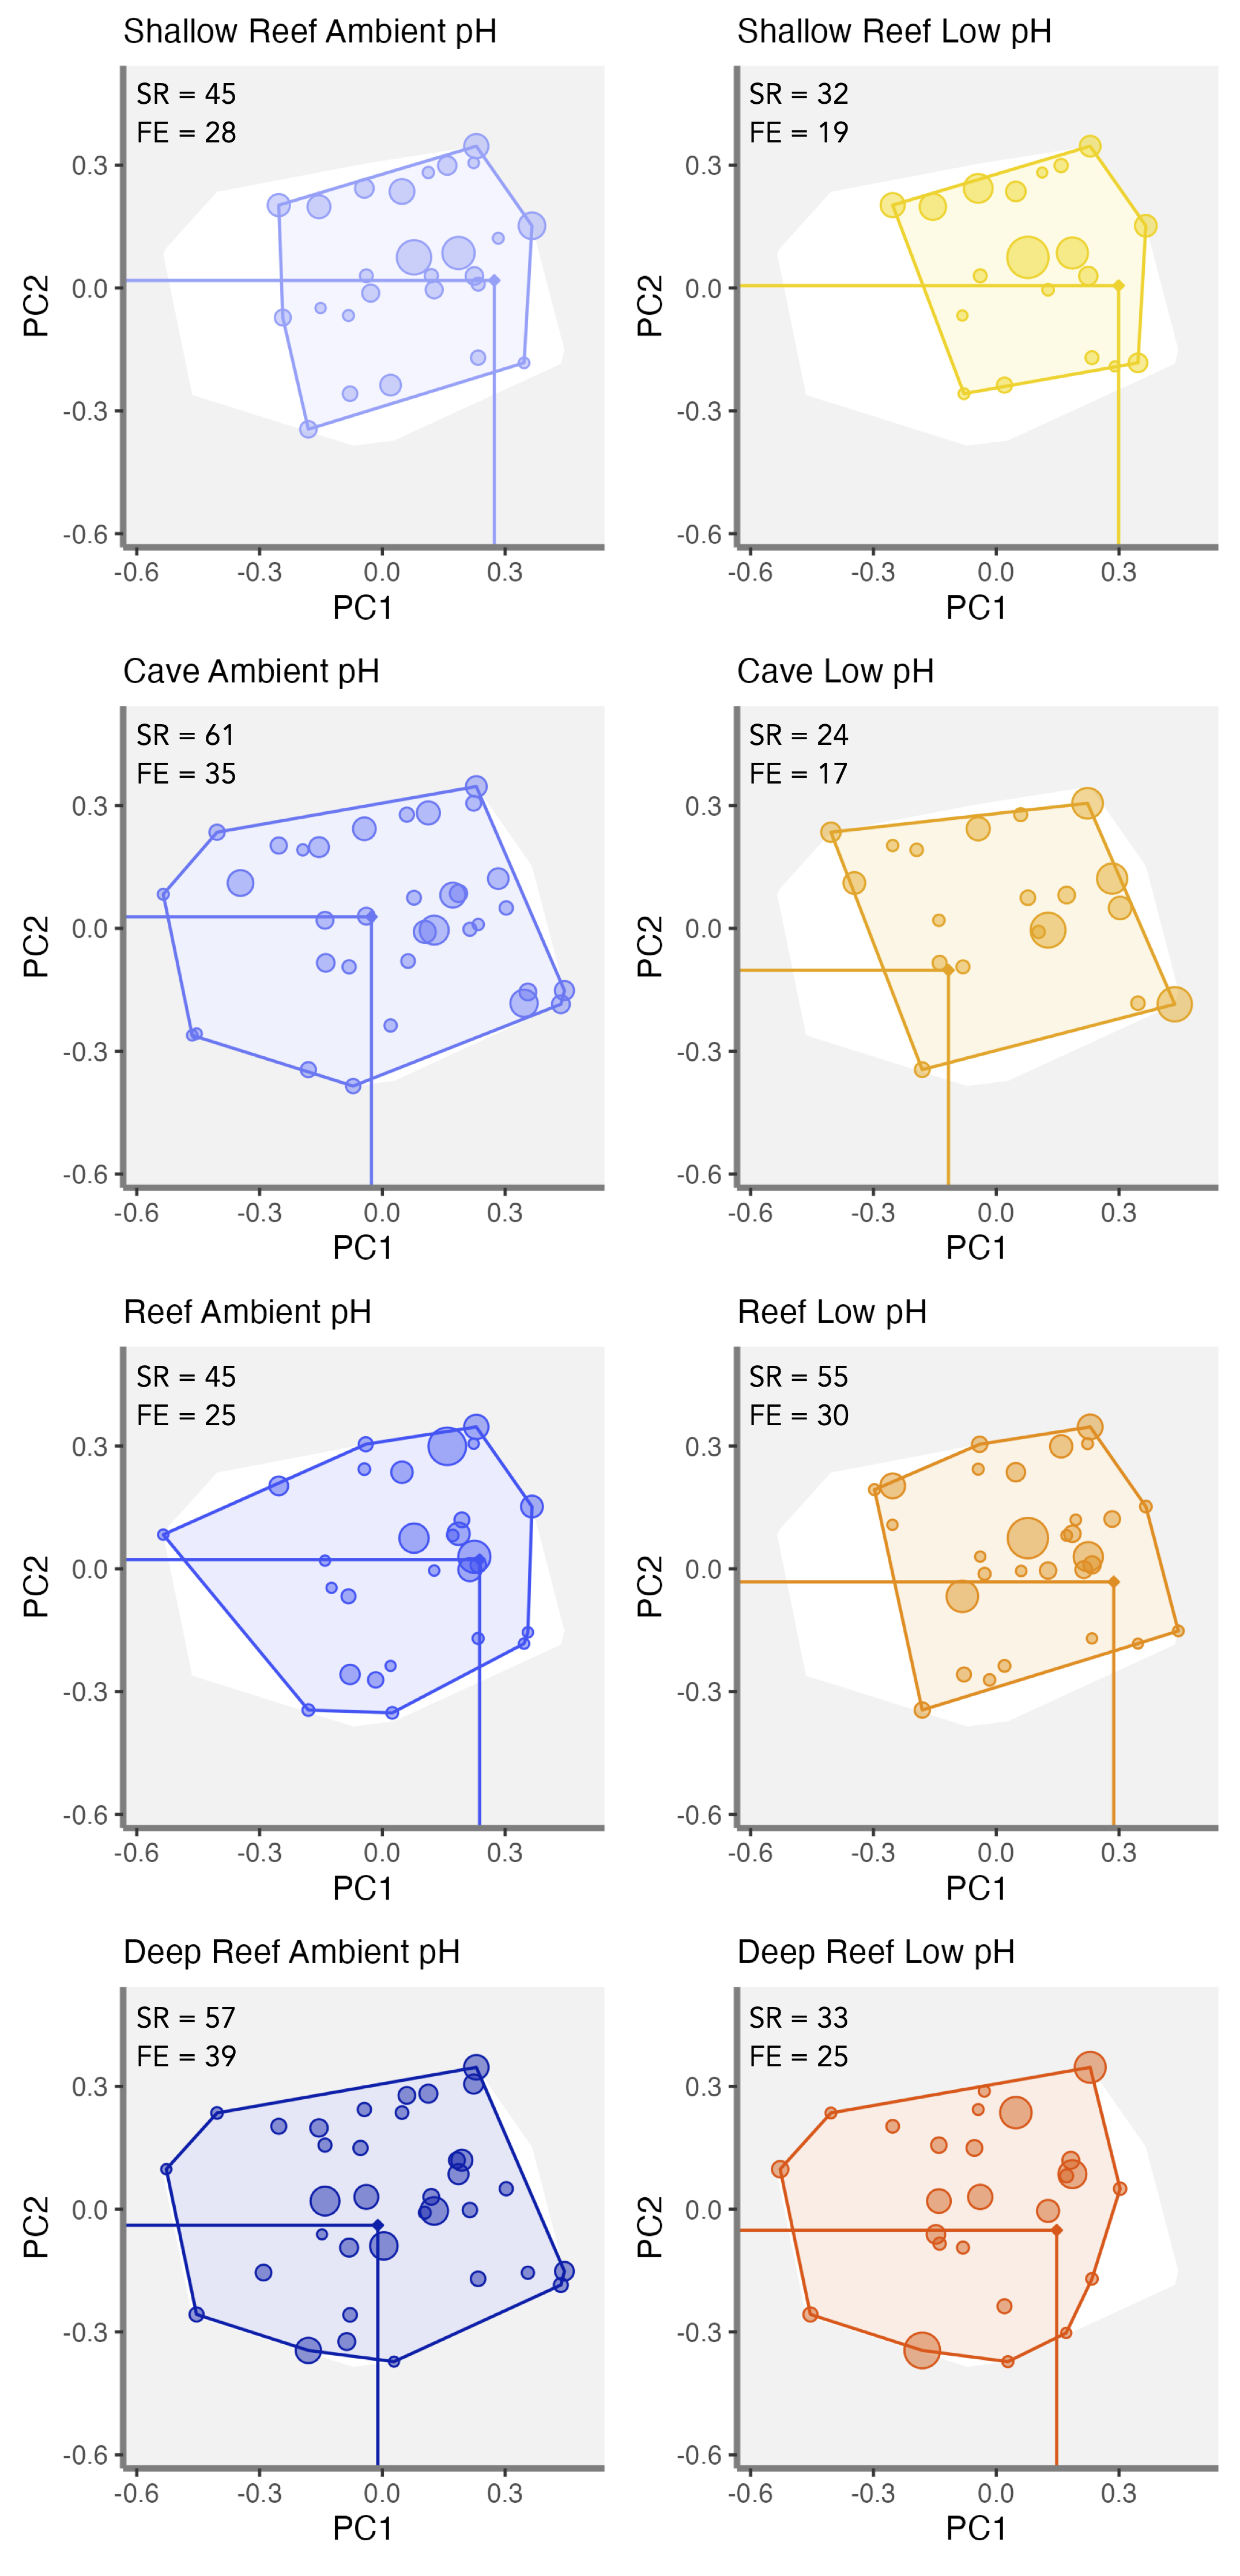 Shallow Reef Ambient pH
SR = 45
FE = 28
0.3
0.0
-0.3
-0.6
PC2
-0.6 -0.3 0.0 0.3
PC1
Shallow Reef Low pH
SR = 32
FE = 19
0.3
0.0
-0.3
-0.6
PC2
-0.6 -0.3 0.0 0.3
PC1
Cave Ambient pH
SR = 61
FE = 35
0.3
0.0
-0.3
-0.6
PC2
-0.6 -0.3 0.0 0.3
PC1
Cave Low pH
SR = 24
FE = 17
0.3
0.0
-0.3
-0.6
PC2
-0.6 -0.3 0.0 0.3
PC1
Reef Ambient pH
SR = 45
FE = 25
0.3
0.0
-0.3
-0.6
PC2
-0.6 -0.3 0.0 0.3
PC1
Reef Low pH
SR = 55
FE = 30
0.3
0.0
-0.3
-0.6
PC2
-0.6 -0.3 0.0 0.3
PC1
Deep Reef Ambient pH
SR = 57
FE = 39
0.3
0.0
-0.3
-0.6
PC2
-0.6 -0.3 0.0 0.3
PC1
Deep Reef Low pH
SR = 33
FE = 25
0.3
0.0
-0.3
-0.6
PC2
-0.6 -0.3 0.0 0.3
PC1